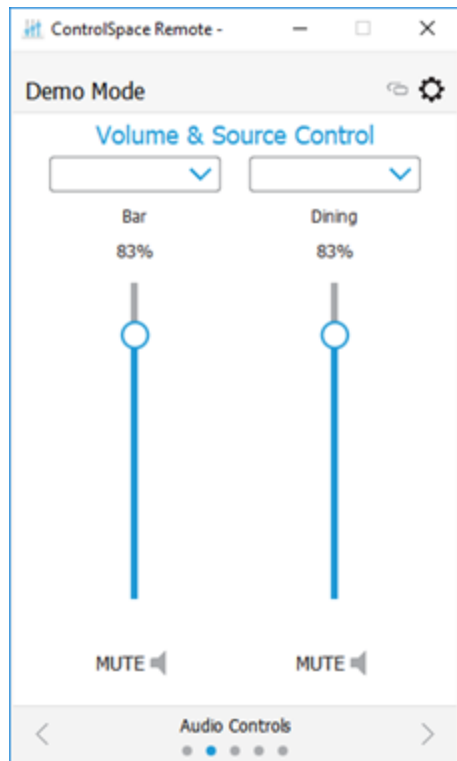 ControlSpace Remote -
Demo Mode
Volume & Source Control
Bar
Dining
83%
83%
MUTE
MUTE
Audio Controls